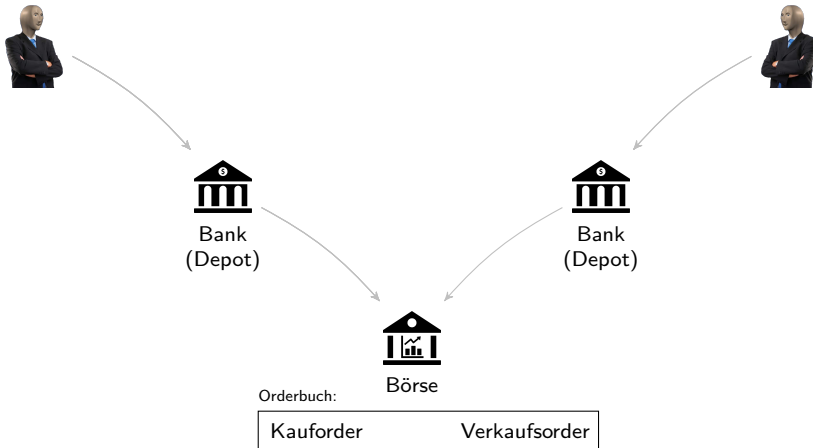 Bank
(Depot)
Bank
(Depot)
Börse
Orderbuch:
Kauforder
Verkaufsorder